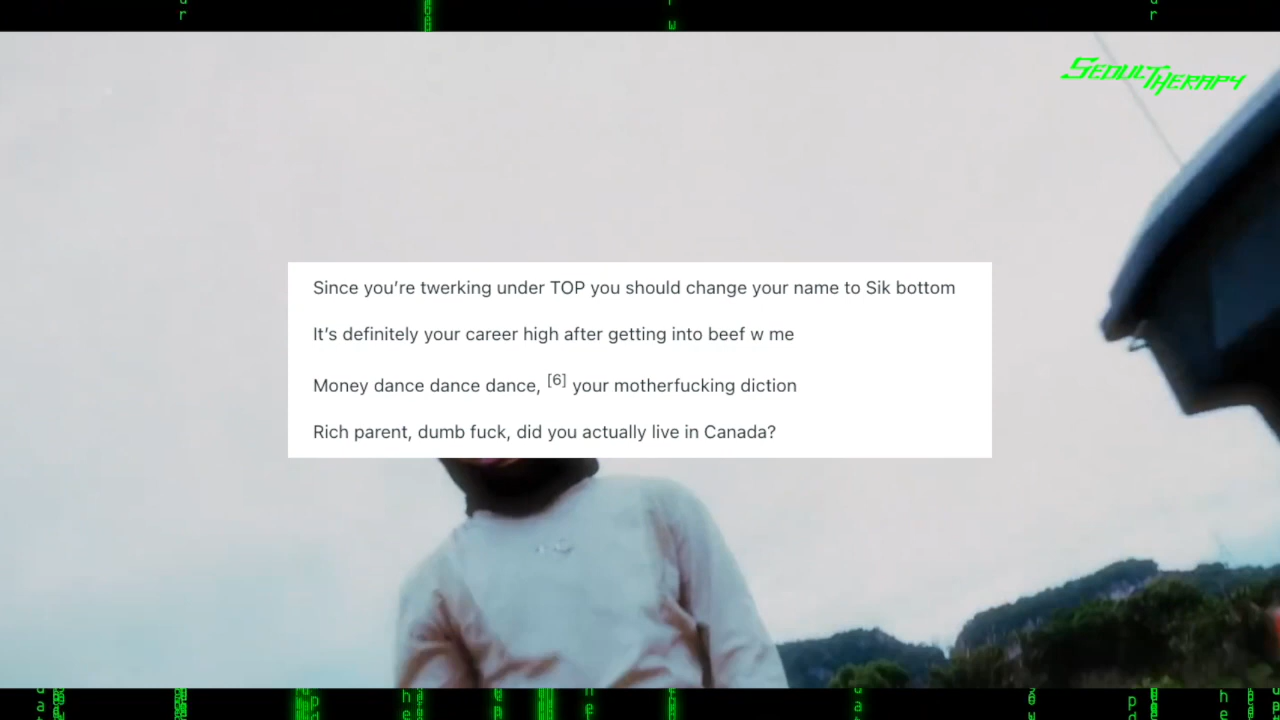 SEOUL THERAPY
Since you’re twerking under TOP you should change your name to Sik bottom
It’s definitely your career high after getting into beef w me
Money dance dance dance, [6] your motherfucking diction
Rich parent, dumb fuck, did you actually live in Canada?